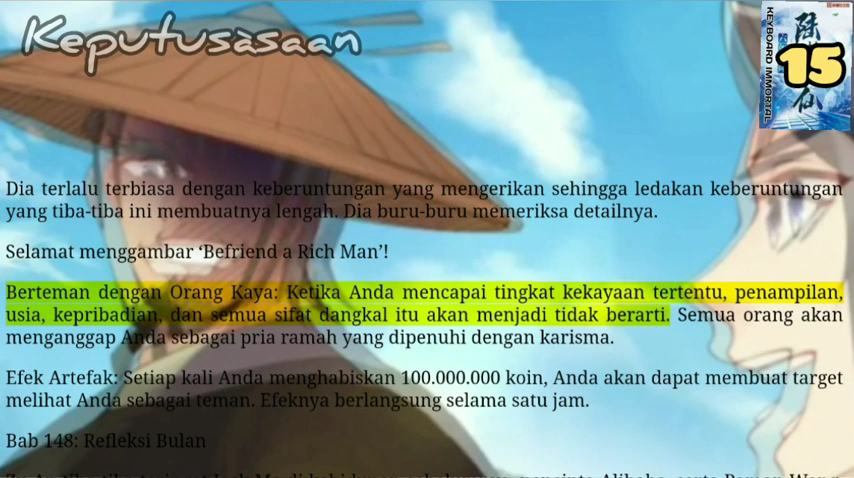 Keputusasaan
KEYBOARD IMMORTAL
15
Dia terlalu terbiasa dengan keberuntungan yang mengerikan sehingga ledakan keberuntungan
yang tiba-tiba ini membuatnya lengah. Dia buru-buru memeriksa detailnya.
Selamat menggambar ‘Befriend a Rich Man’!
Berteman dengan Orang Kaya: Ketika Anda mencapai tingkat kekayaan tertentu, penampilan,
usia, kepribadian, dan semua sifat dangkal itu akan menjadi tidak berarti. Semua orang akan
menganggap Anda sebagai pria ramah yang dipenuhi dengan karisma.
Efek Artefak: Setiap kali Anda menghabiskan 100.000.000 koin, Anda akan dapat membuat target
melihat Anda sebagai teman. Efeknya berlangsung selama satu jam.
Bab 148: Refleksi Bulan